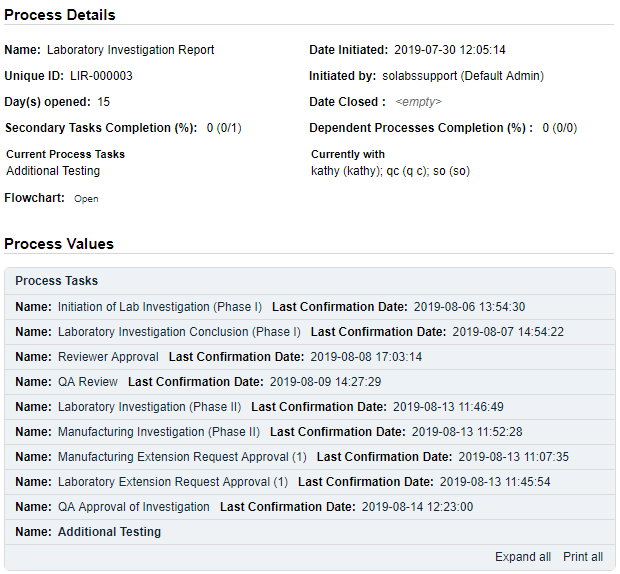 Process Details
Name: Laboratory Investigation Report Date Initiated: 2019-07-30 12:05:14
Unique ID: LIR-000003 Initiated by: solabssupport (Default Admin)
Day(s) opened: 15 Date Closed : <empty>
Secondary Tasks Completion (%): 0 (0/1) Dependent Processes Completion (%) : 0 (0/0)
Current Process Tasks Currently with
Additional Testing kathy (kathy); qc (q c); so (so)
Flowchart: Open
Process Values
Process Tasks
Name: Initiation of Lab Investigation (Phase I) Last Confirmation Date: 2019-08-06 13:54:30
Name: Laboratory Investigation Conclusion (Phase I) Last Confirmation Date: 2019-08-07 14:54:22
Name: Reviewer Approval Last Confirmation Date: 2019-08-08 17:03:14
Name: QA Review Last Confirmation Date: 2019-08-09 14:27:29
Name: Laboratory Investigation (Phase II) Last Confirmation Date: 2019-08-13 11:46:49
Name: Manufacturing Investigation (Phase II) Last Confirmation Date: 2019-08-13 11:52:28
Name: Manufacturing Extension Request Approval (1) Last Confirmation Date: 2019-08-13 11:07:35
Name: Laboratory Extension Request Approval (1) Last Confirmation Date: 2019-08-13 11:45:54
Name: QA Approval of Investigation Last Confirmation Date: 2019-08-14 12:23:00
Name: Additional Testing
Expand all Print all